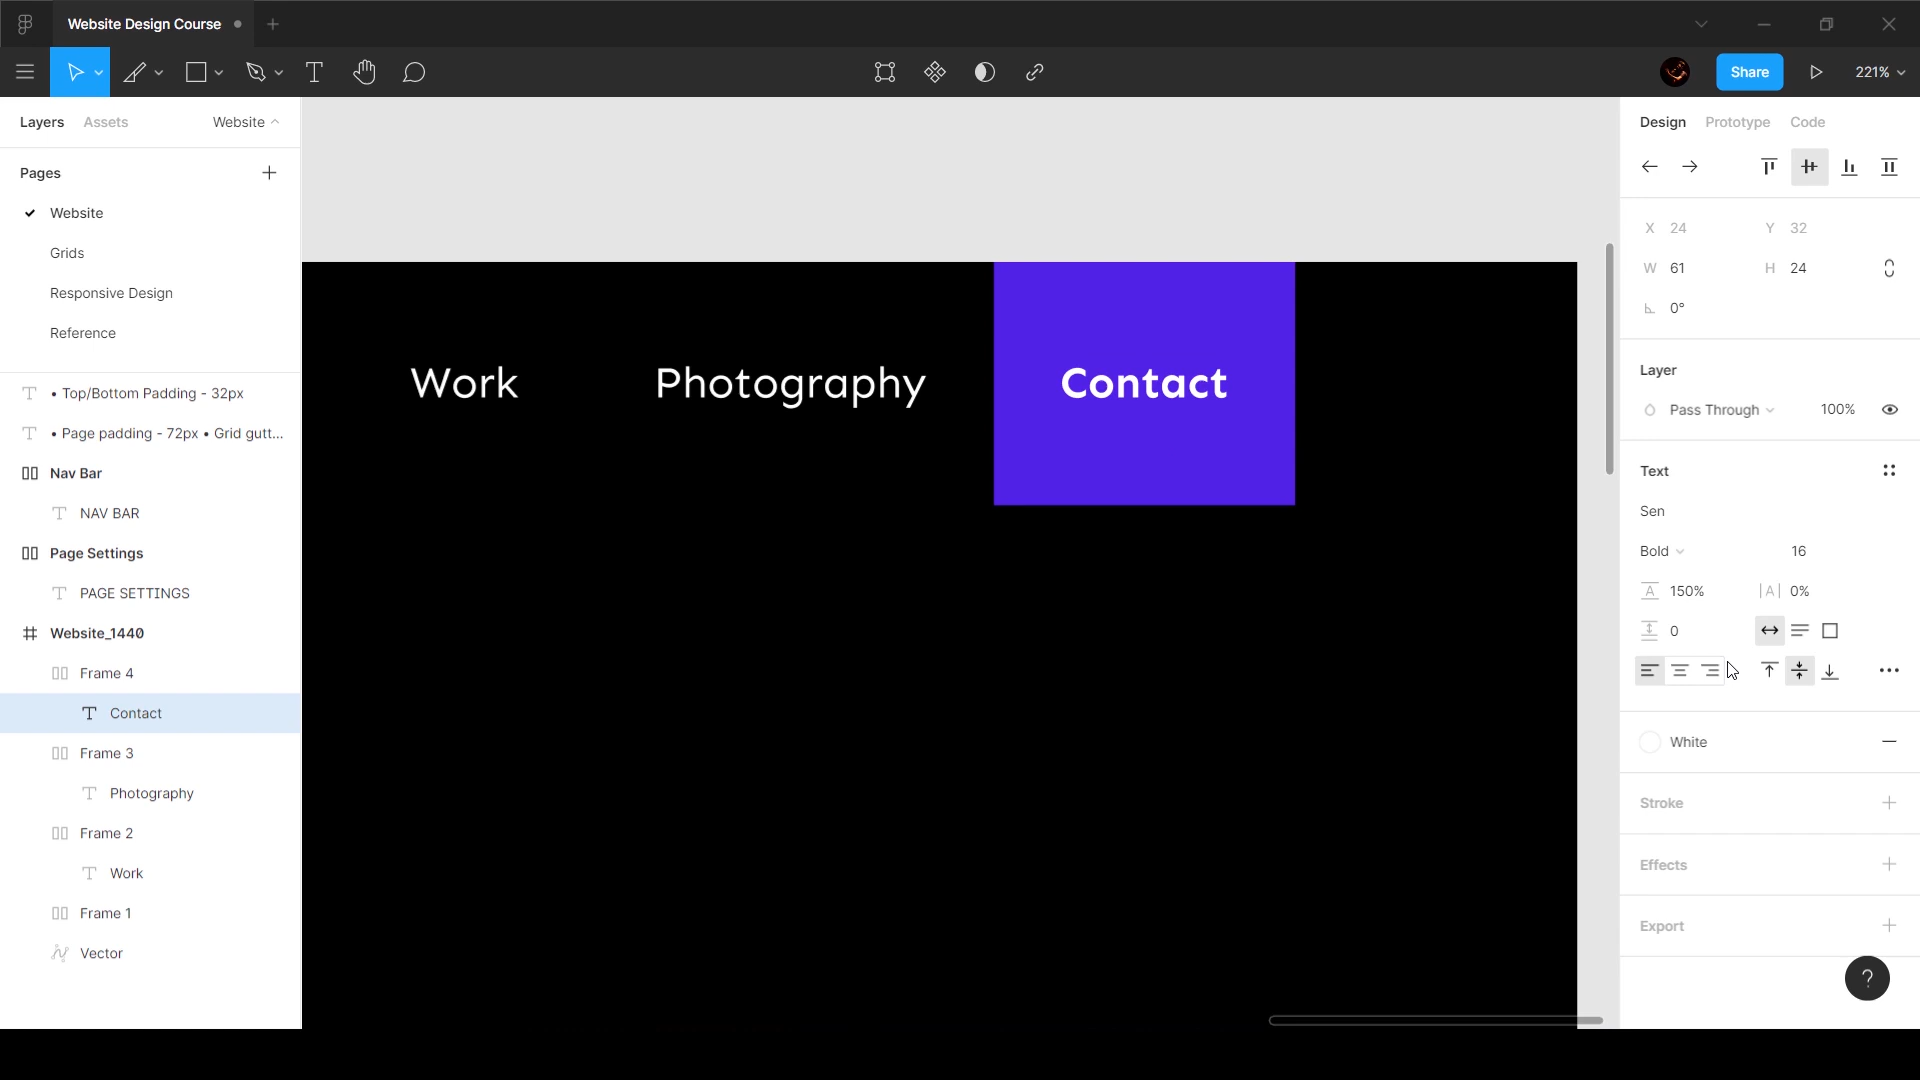 Website Design Course
Share
221%
Layers
Assets
Website
Pages
Website
Grids
Responsive Design
Reference
• Top/Bottom Padding - 32px
• Page padding - 72px • Grid gutt...
Nav Bar
NAV BAR
Page Settings
PAGE SETTINGS
Website_1440
Frame 4
Contact
Frame 3
Photography
Frame 2
Work
Frame 1
Vector
Work
Photography
Contact
Design
Prototype
Code
X 24
Y 32
W 61
H 24
0°
Layer
Pass Through
100%
Text
Sen
Bold
16
150%
|A| 0%
0
White
Stroke
Effects
Export
?